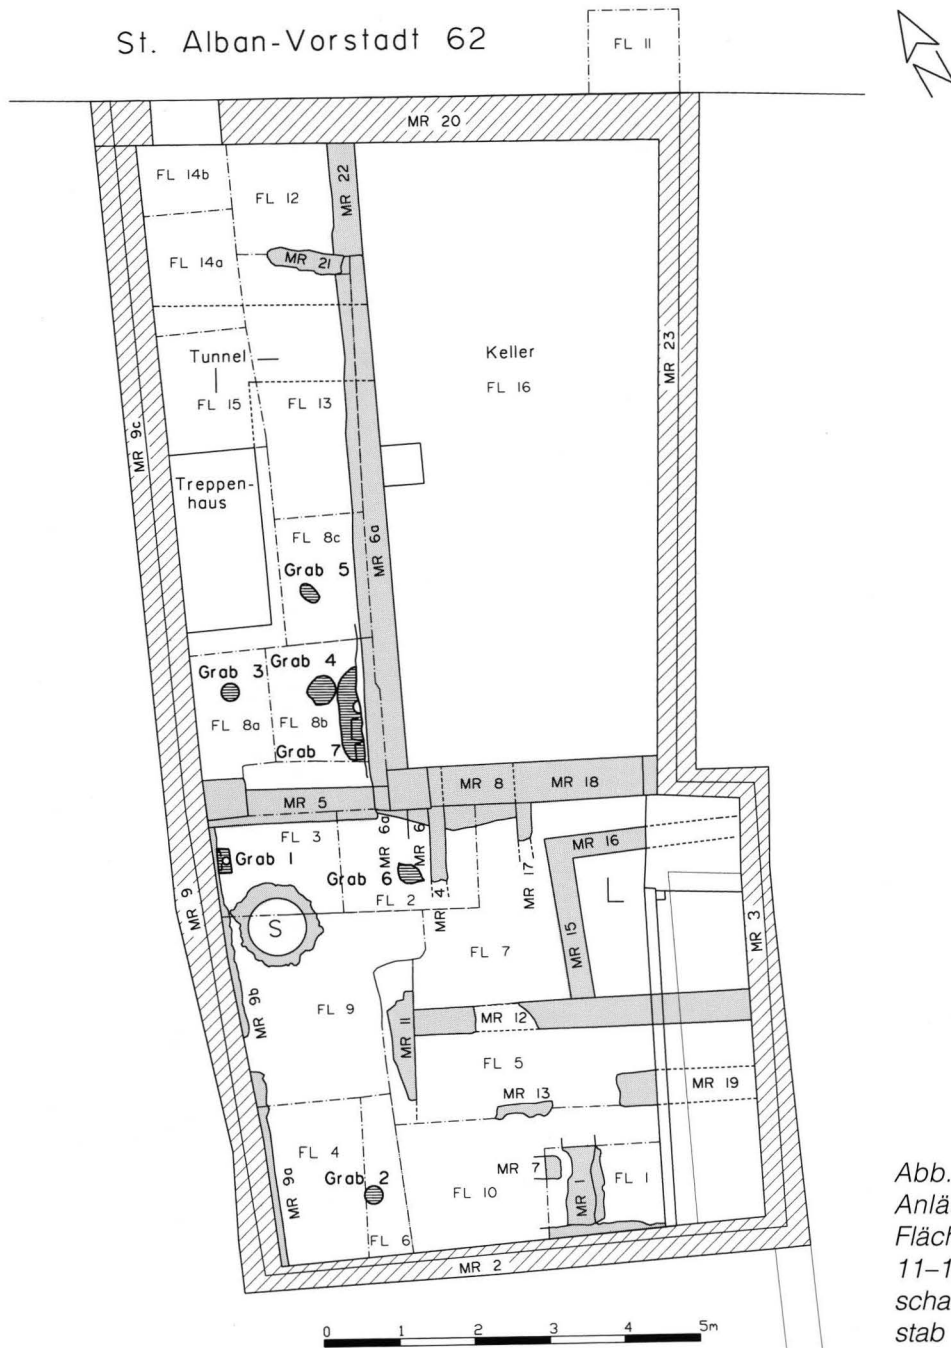 St. Alban-Vorstadt 62
FL 11
N
MR 20
FL 14b
FL 12
MR 22
FL 14a
MR 21
Tunnel
Keller
FL 16
MR 23
FL 15
FL 13
MR 9c
Treppen-
haus
MR 6a
FL 8c
Grab 5
Grab 3
Grab 4
FL 8a
FL 8b
Grab 7
MR 5
MR 8
MR 18
FL 3
MR 6a
MR 6
Grab 1
Grab 6
FL 2
MR 4
MR 17
MR 16
MR 9
S
L
MR 15
MR 3
FL 7
MR 9b
FL 9
MR 11
MR 12
FL 5
MR 13
MR 19
FL 4
Grab 2
MR 9a
FL 6
FL 10
MR 7
MR 1
FL 1
MR 2
0 1 2 3 4 5m
Abb.
Anlä
Fläch
11–1
scha
stab